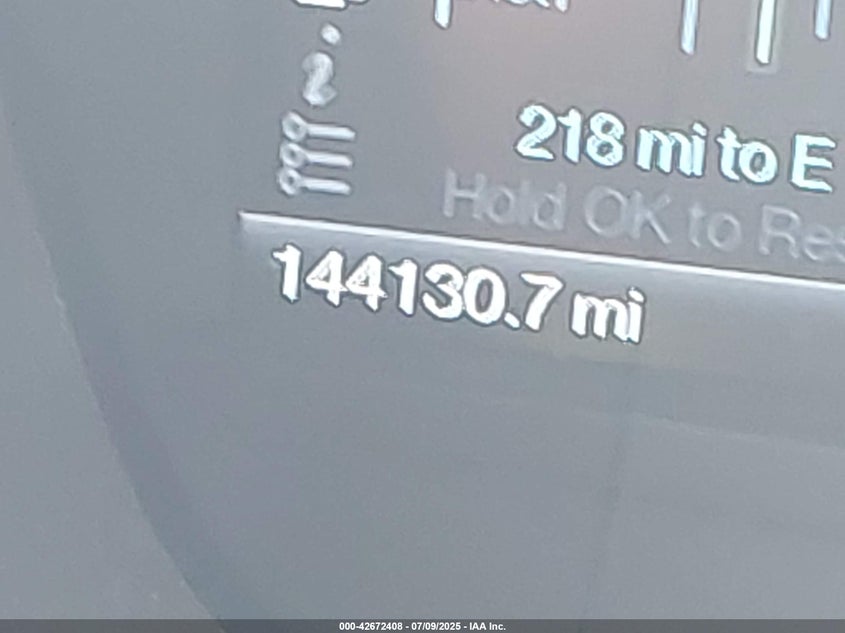 218 mi to E
Hold OK to Res
144130.7 mi
000-42672408 - 07/09/2025 - IAA Inc.